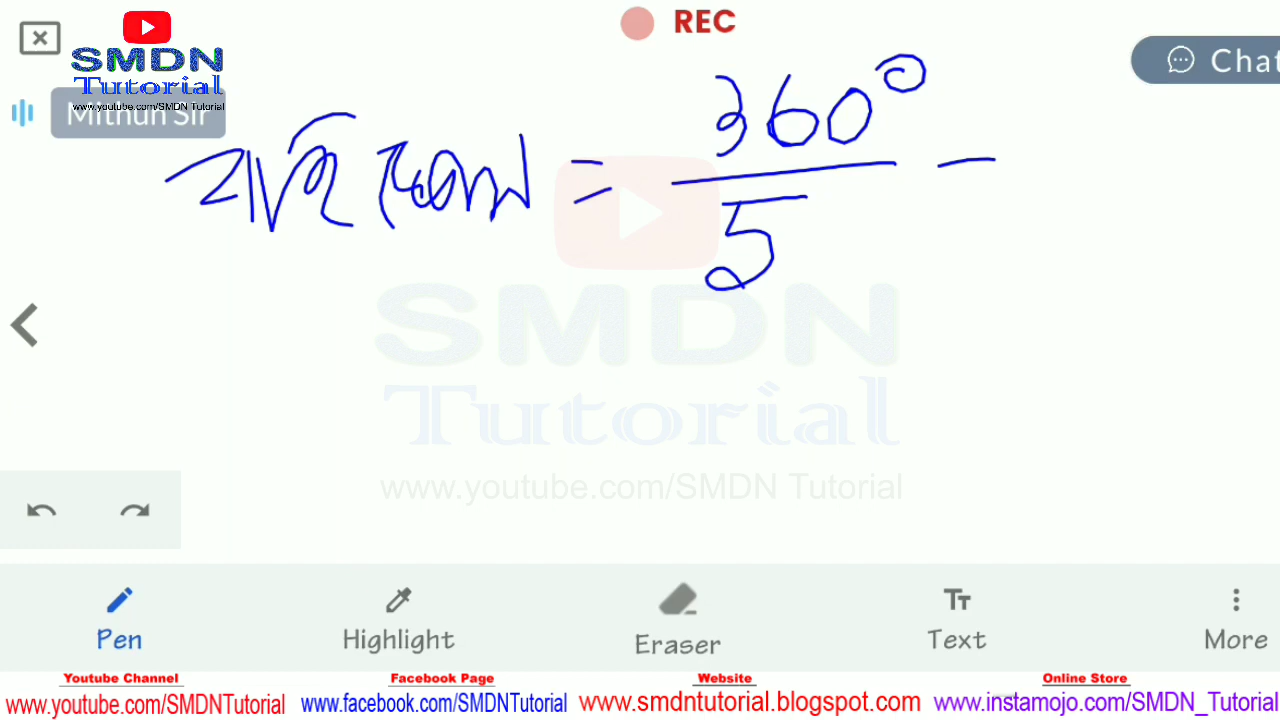 REC
SMDN
Tutorial
www.youtube.com/SMDN Tutorial
Chat
Mithun Sir
বহিঃকোণ = 360° / 5 =
SMDN
Tutorial
www.youtube.com/SMDN Tutorial
Pen
Highlight
Eraser
Text
More
Youtube Channel
Facebook Page
Website
Online Store
www.youtube.com/SMDNTutorial
www.facebook.com/SMDNTutorial
www.smdntutorial.blogspot.com
www.instamojo.com/SMDN_Tutorial